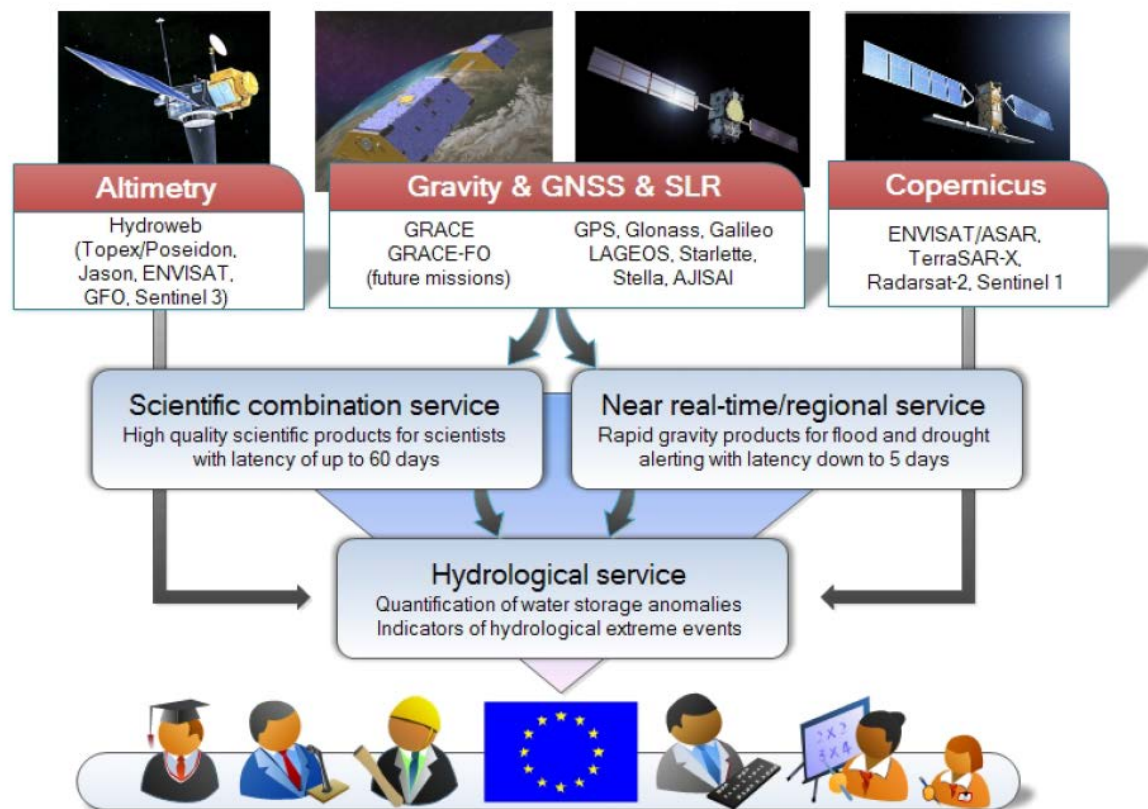 Altimetry
Hydroweb
(Topex/Poseidon,
Jason, ENVISAT,
GFO, Sentinel 3)
Gravity & GNSS & SLR
GRACE
GRACE-FO
(future missions)
GPS, Glonass, Galileo
LAGEOS, Starlette,
Stella, AJISAI
Copernicus
ENVISAT/ASAR,
TerraSAR-X,
Radarsat-2, Sentinel 1
Scientific combination service
High quality scientific products for scientists
with latency of up to 60 days
Near real-time/regional service
Rapid gravity products for flood and drought
alerting with latency down to 5 days
Hydrological service
Quantification of water storage anomalies
Indicators of hydrological extreme events
2 X 2
3 X 4